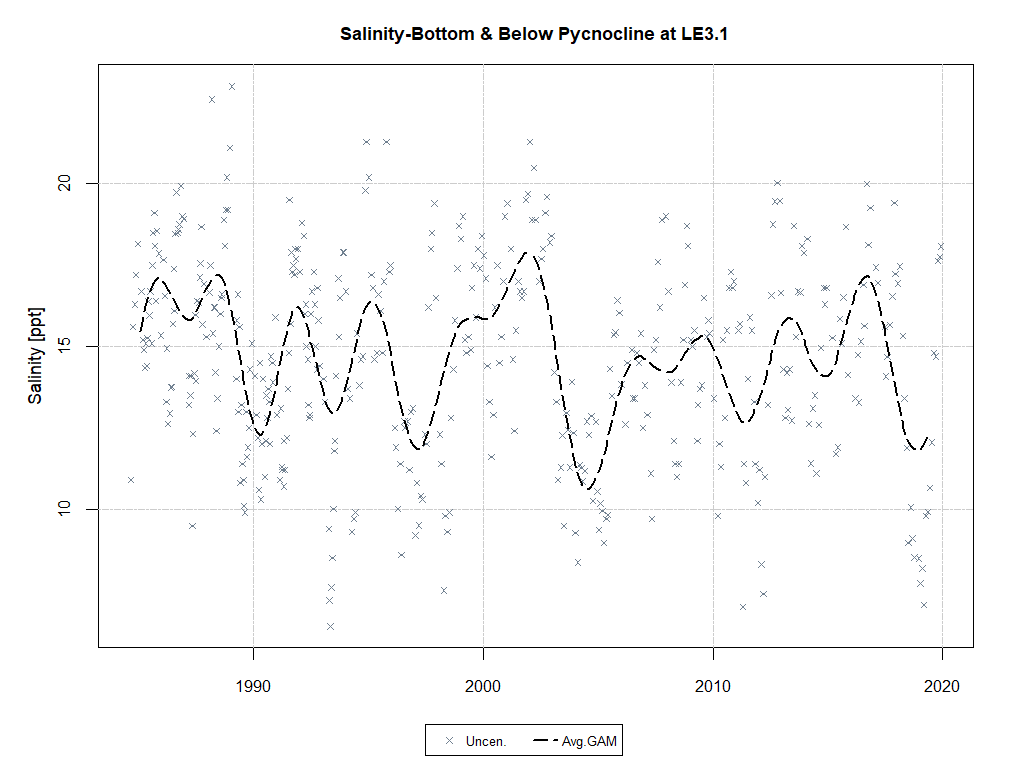 Salinity-Bottom & Below Pycnocline at LE3.1
Salinity [ppt]
20
15
10
1990 2000 2010 2020
Uncen. Avg.GAM